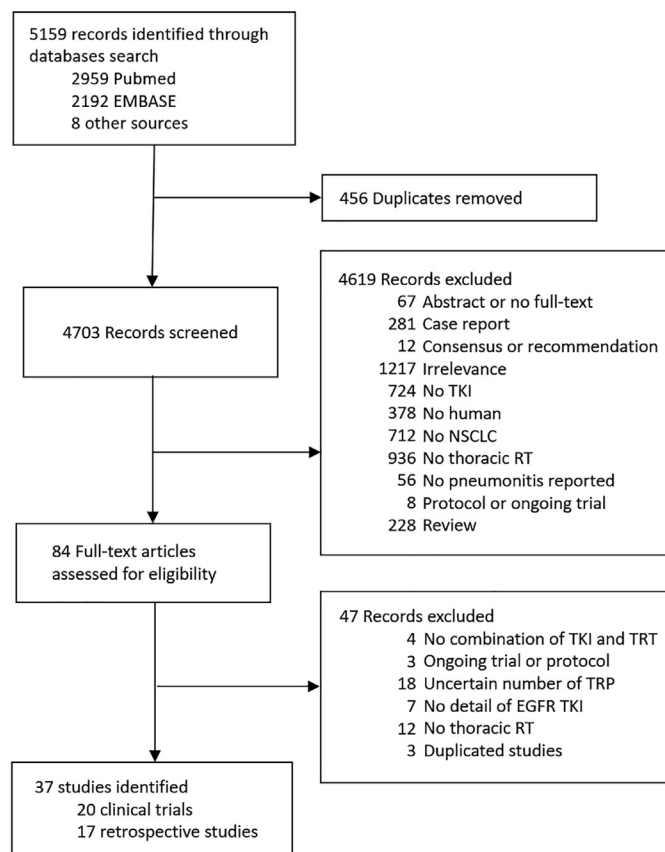 5159 records identified through
databases search
2959 Pubmed
2192 EMBASE
8 other sources
456 Duplicates removed
4703 Records screened
4619 Records excluded
67 Abstract or no full-text
281 Case report
12 Consensus or recommendation
1217 Irrelevance
724 No TKI
378 No human
712 No NSCLC
936 No thoracic RT
56 No pneumonitis reported
8 Protocol or ongoing trial
228 Review
84 Full-text articles
assessed for eligibility
47 Records excluded
4 No combination of TKI and TRT
3 Ongoing trial or protocol
18 Uncertain number of TRP
7 No detail of EGFR TKI
12 No thoracic RT
3 Duplicated studies
37 studies identified
20 clinical trials
17 retrospective studies